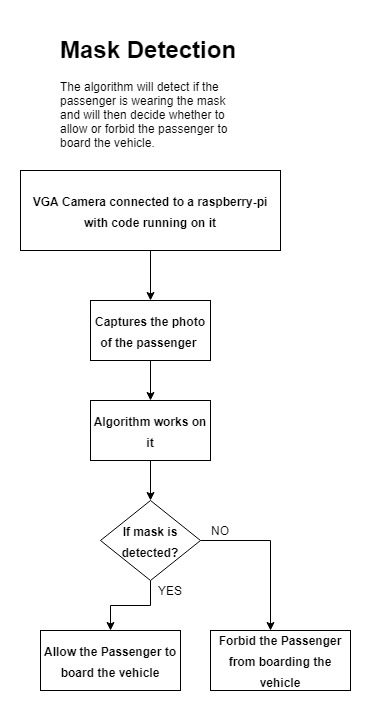 Mask Detection
The algorithm will detect if the
passenger is wearing the mask
and will then decide whether to
allow or forbid the passenger to
board the vehicle.
VGA Camera connected to a raspberry-pi
with code running on it
Captures the photo
of the passenger
Algorithm works on
it
If mask is
detected?
NO
YES
Allow the Passenger to
board the vehicle
Forbid the Passenger
from boarding the
vehicle